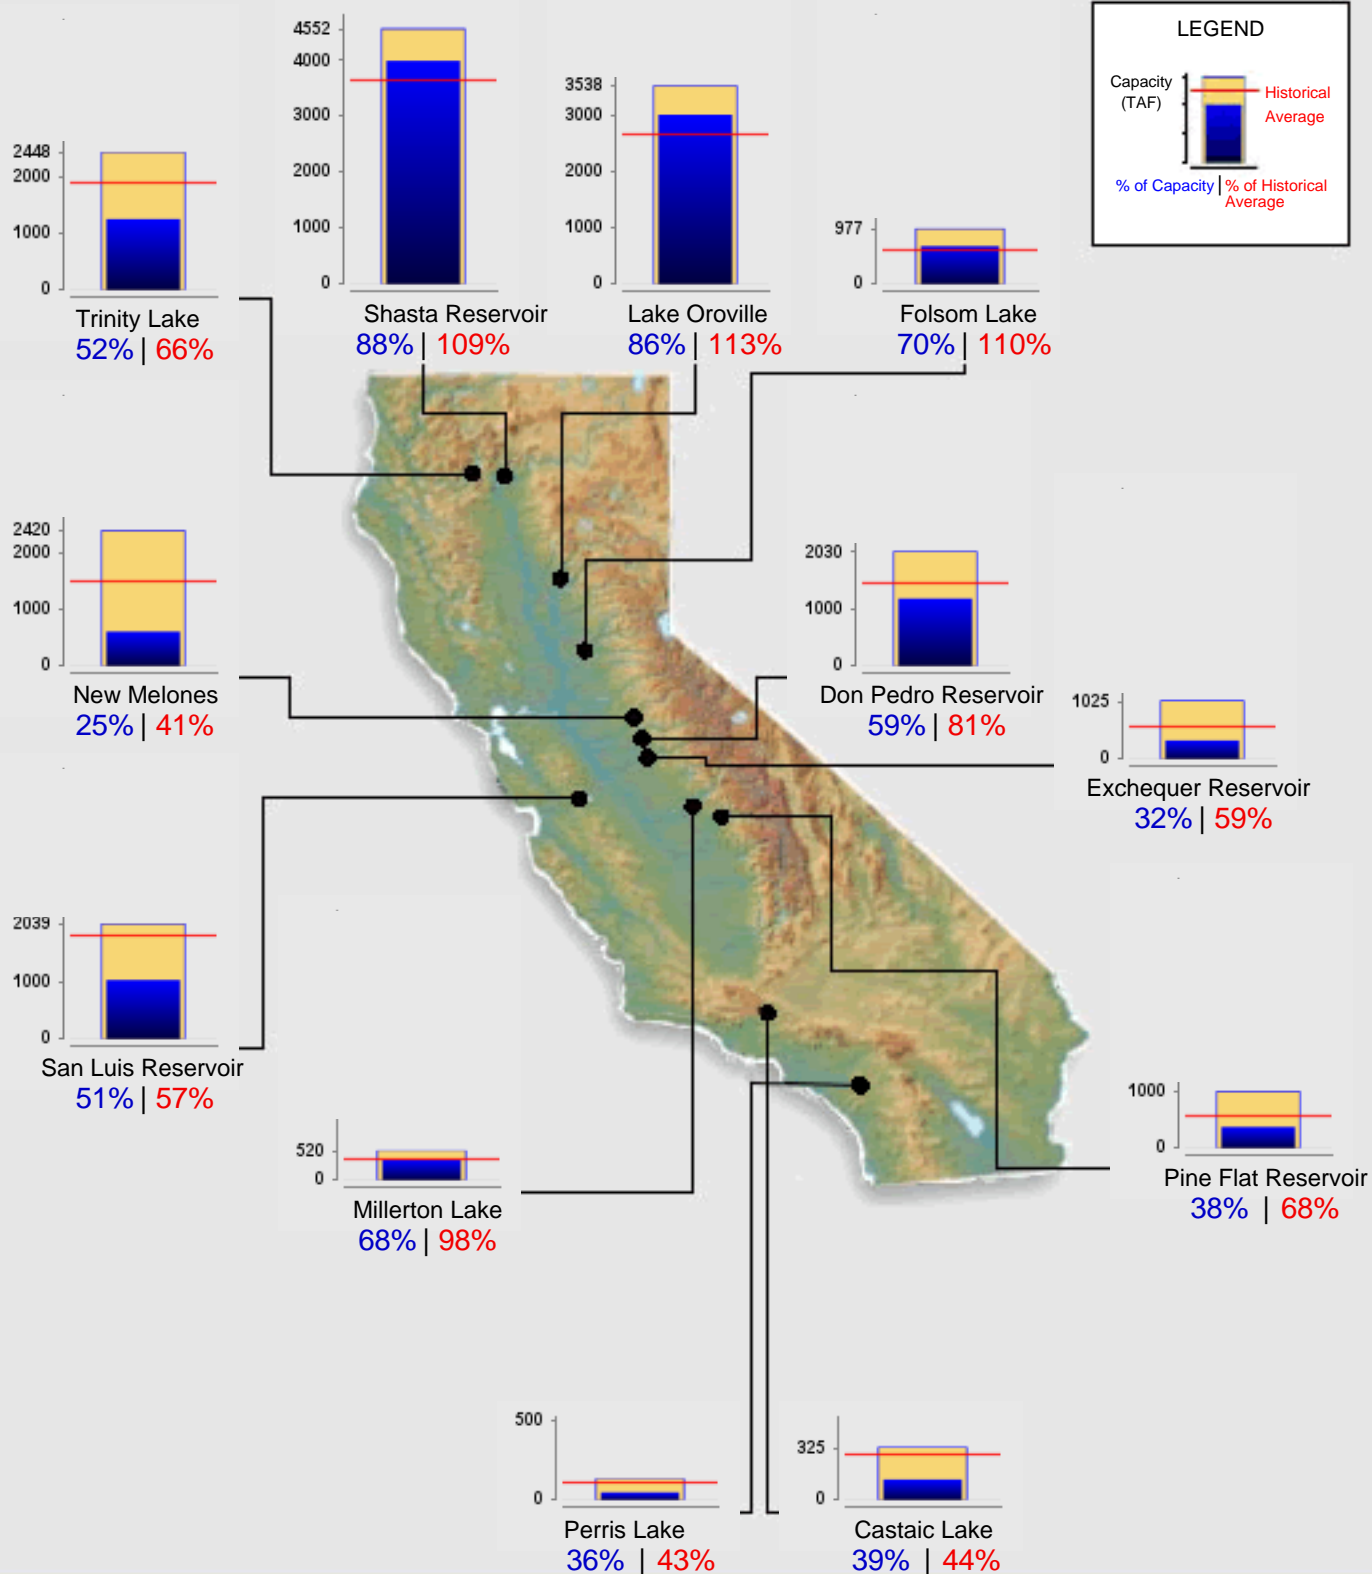 LEGEND
Capacity
(TAF)
Historical
Average
% of Capacity | % of Historical
Average
2448
2000
1000
0
Trinity Lake
52% | 66%
4552
4000
3000
2000
1000
0
Shasta Reservoir
88% | 109%
3538
3000
2000
1000
0
Lake Oroville
86% | 113%
977
0
Folsom Lake
70% | 110%
2420
2000
1000
0
New Melones
25% | 41%
2030
1000
0
Don Pedro Reservoir
59% | 81%
1025
0
Exchequer Reservoir
32% | 59%
2039
1000
0
San Luis Reservoir
51% | 57%
520
0
Millerton Lake
68% | 98%
1000
0
Pine Flat Reservoir
38% | 68%
500
0
Perris Lake
36% | 43%
325
0
Castaic Lake
39% | 44%